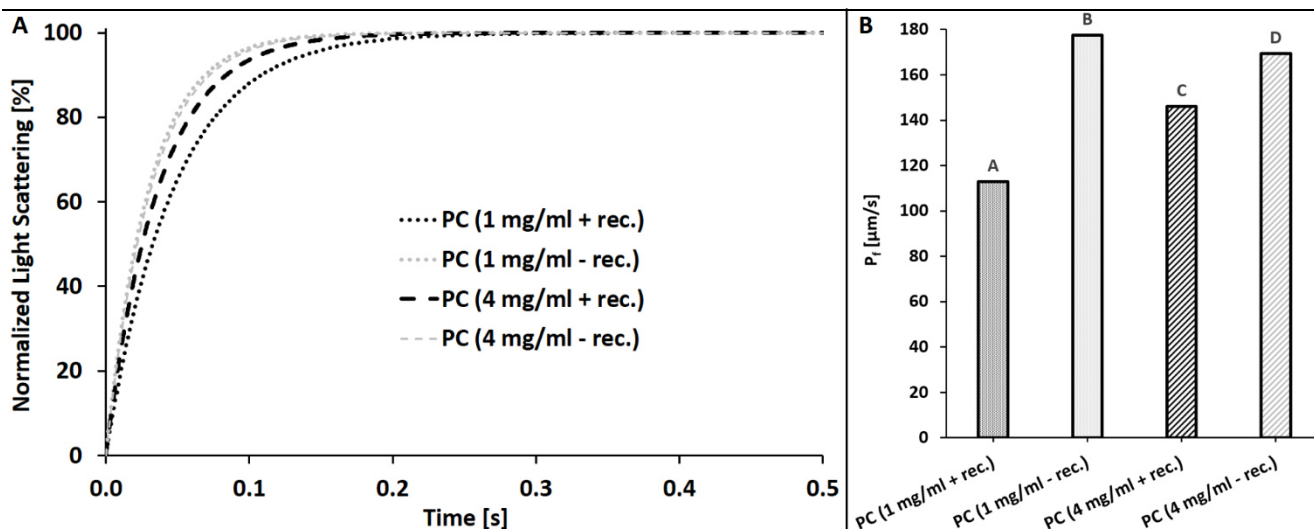 A
Normalized Light Scattering [%]
100
80
60
40
20
0
0.0
0.1
0.2
0.3
0.4
0.5
Time [s]
PC (1 mg/ml + rec.)
PC (1 mg/ml - rec.)
PC (4 mg/ml + rec.)
PC (4 mg/ml - rec.)
B
Pf [µm/s]
180
160
140
120
100
80
60
40
20
0
A
B
C
D
PC (1 mg/ml + rec.)
PC (1 mg/ml - rec.)
PC (4 mg/ml + rec.)
PC (4 mg/ml - rec.)